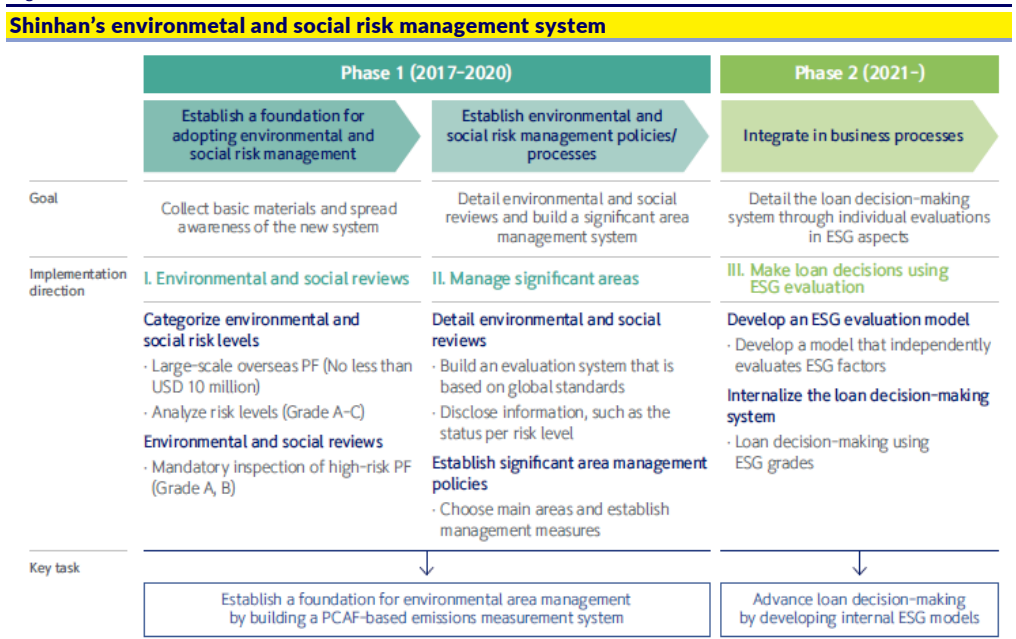 Shinhan's environmetal and social risk management system
Phase 1 (2017–2020)
Phase 2 (2021–)
Establish a foundation for
adopting environmental and
social risk management
Establish environmental and
social risk management policies/
processes
Integrate in business processes
Goal
Collect basic materials and spread
awareness of the new system
Detail environmental and social
reviews and build a significant area
management system
Detail the loan decision-making
system through individual evaluations
in ESG aspects
Implementation
direction
I. Environmental and social reviews
II. Manage significant areas
III. Make loan decisions using
ESG evaluation
Categorize environmental and
social risk levels
· Large-scale overseas PF (No less than
USD 10 million)
· Analyze risk levels (Grade A–C)
Environmental and social reviews
· Mandatory inspection of high-risk PF
(Grade A, B)
Detail environmental and social
reviews
· Build an evaluation system that is
based on global standards
· Disclose information, such as the
status per risk level
Establish significant area management
policies
· Choose main areas and establish
management measures
Develop an ESG evaluation model
· Develop a model that independently
evaluates ESG factors
Internalize the loan decision-making
system
· Loan decision-making using
ESG grades
Key task
Establish a foundation for environmental area management
by building a PCAF-based emissions measurement system
Advance loan decision-making
by developing internal ESG models